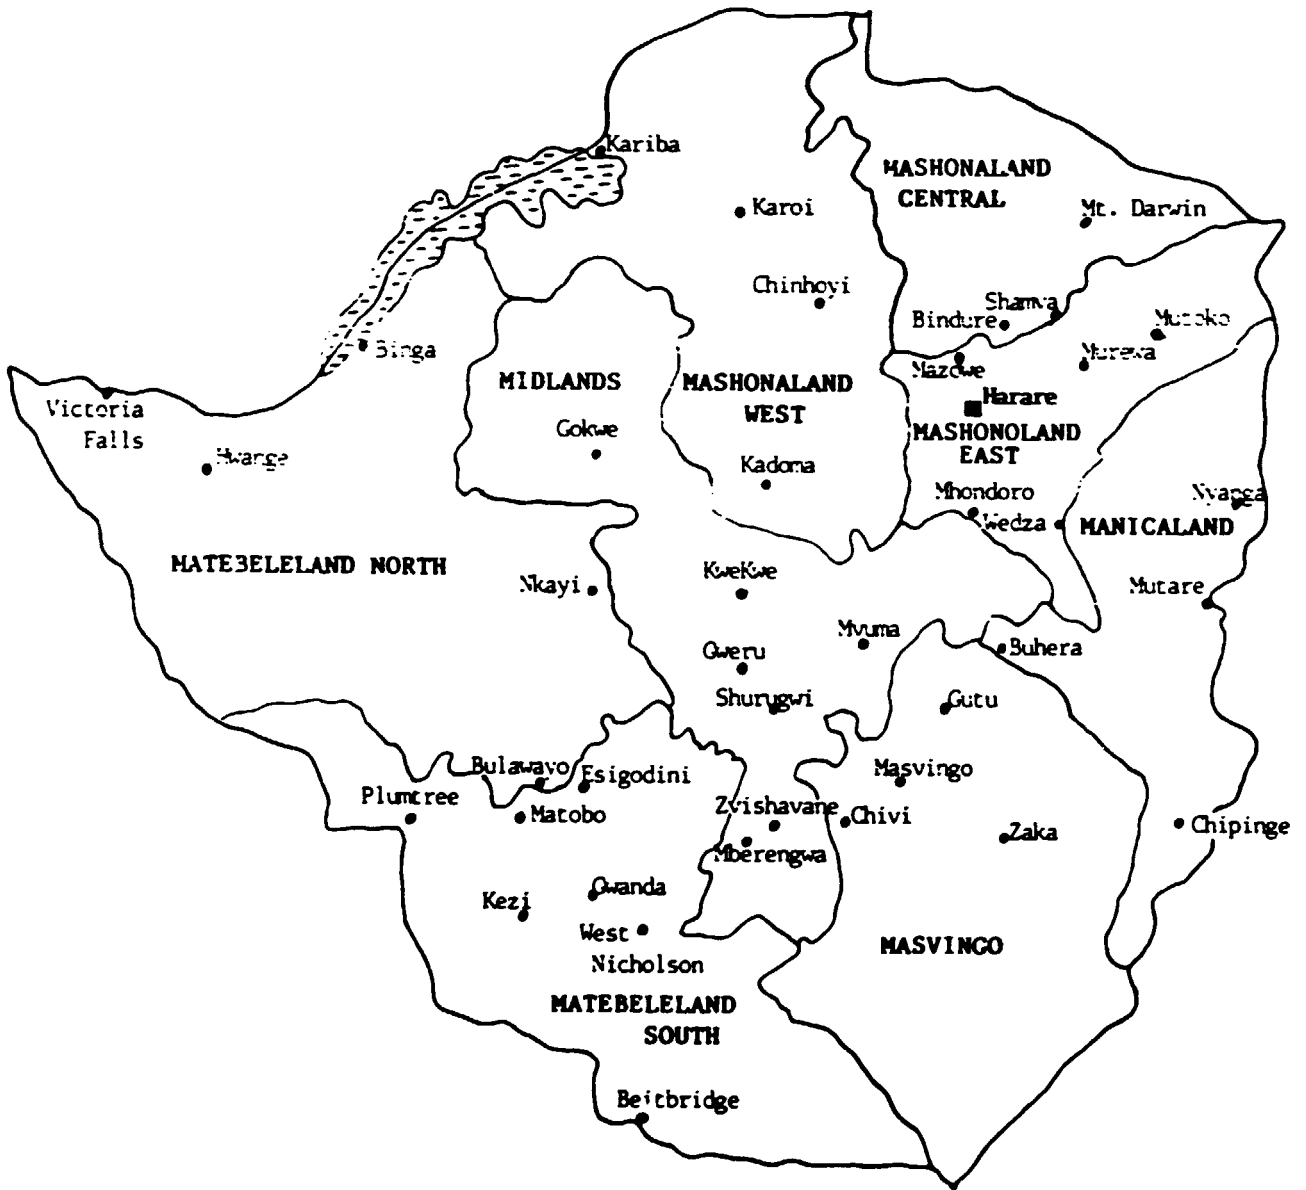 Kariba
MASHONALAND
CENTRAL
Karoi
Mt. Darwin
Chinhoyi
Shamva
Bindure
Mutoko
Binga
Murewa
Mazowe
MIDLANDS
MASHONALAND
WEST
Harare
Victoria
Falls
Gokwe
MASHONOLAND
EAST
Hwange
Kadoma
Mhondoro
Nyanga
Wedza
MANICALAND
MATEBELELAND NORTH
KweKwe
Nkayi
Mutare
Mvuma
Gweru
Buhera
Shurugwi
Gutu
Bulawayo
Esigodini
Masvingo
Plumtree
Zvishavane
Matobo
Chivi
Zaka
Chipinge
Mberengwa
Gwanda
Kezi
West
Nicholson
MASVINGO
MATEBELELAND
SOUTH
Beitbridge